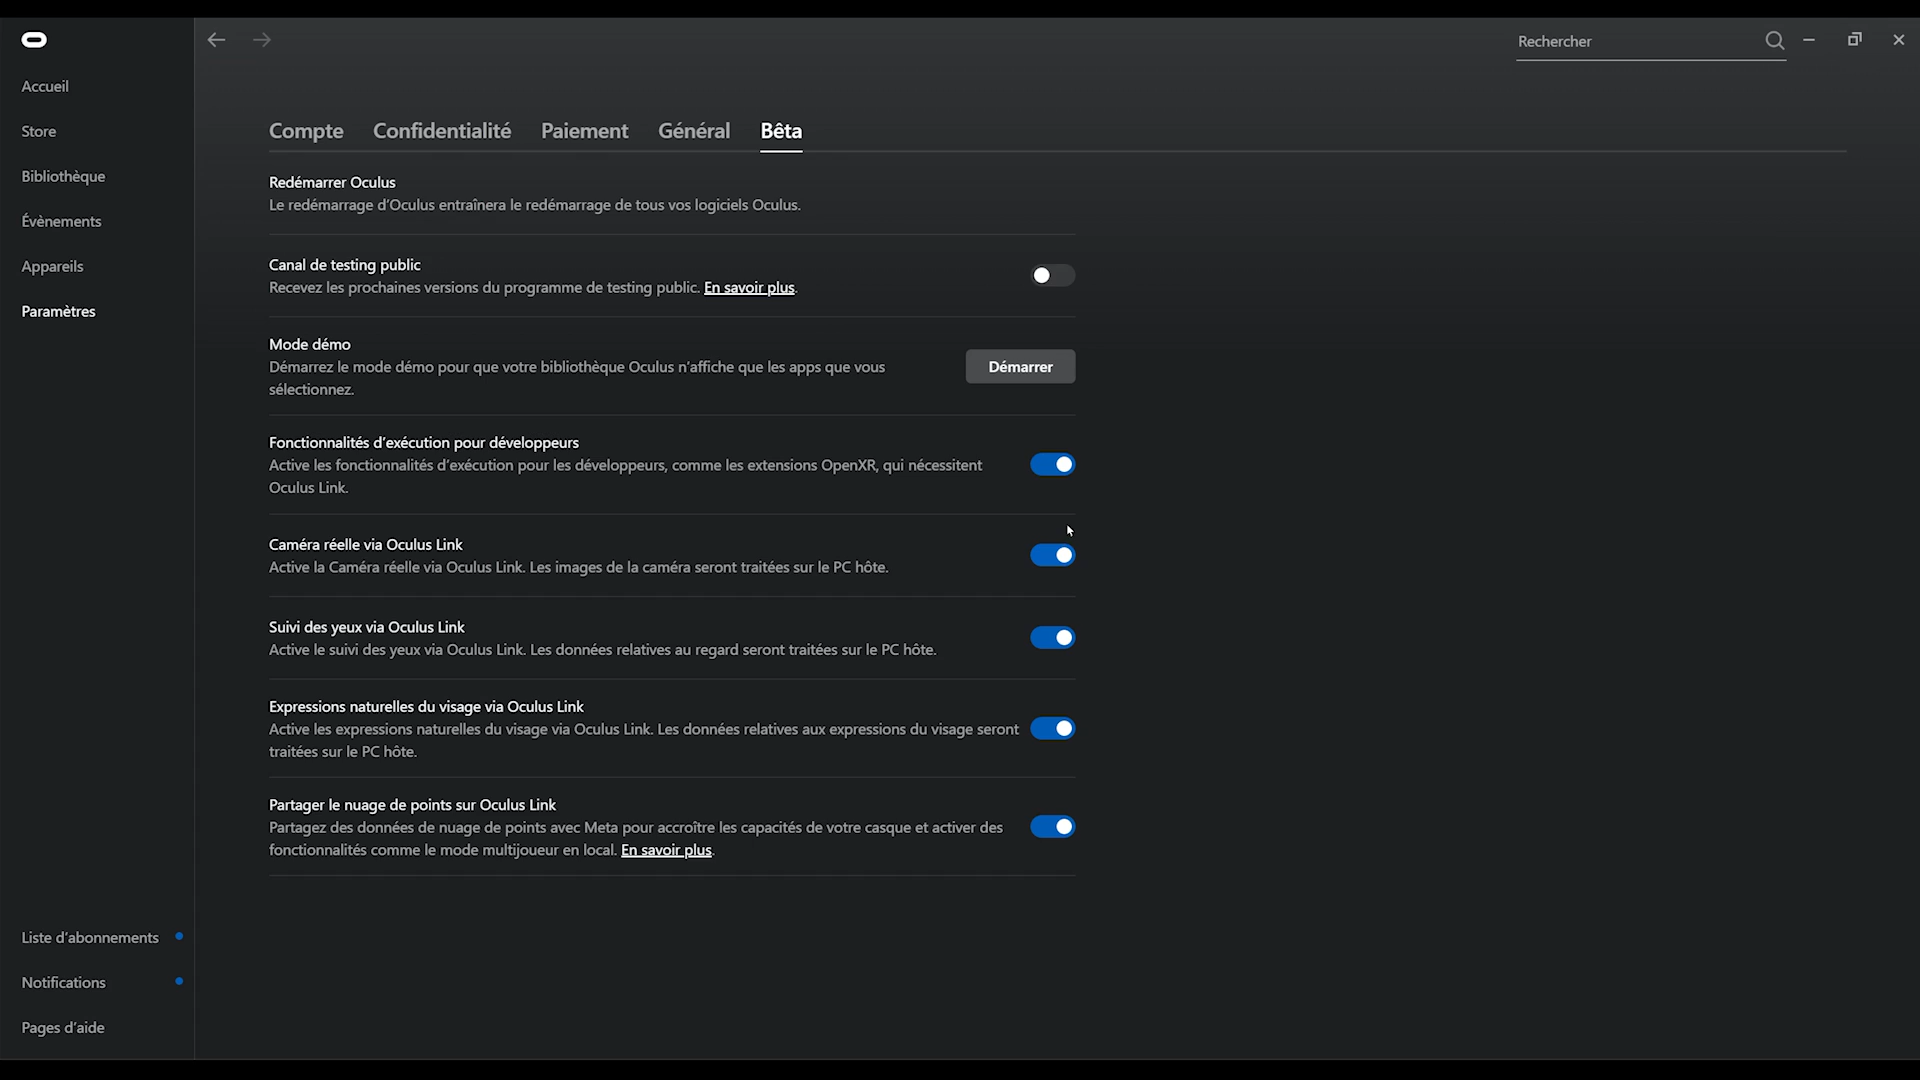 Rechercher
Accueil
Store
Bibliothèque
Évènements
Appareils
Paramètres
Compte Confidentialité Paiement Général Bêta
Redémarrer Oculus
Le redémarrage d'Oculus entraînera le redémarrage de tous vos logiciels Oculus.
Canal de testing public
Recevez les prochaines versions du programme de testing public. En savoir plus.
Mode démo
Démarrez le mode démo pour que votre bibliothèque Oculus n'affiche que les apps que vous
sélectionnez.
Démarrer
Fonctionnalités d'exécution pour développeurs
Active les fonctionnalités d'exécution pour les développeurs, comme les extensions OpenXR, qui nécessitent
Oculus Link.
Caméra réelle via Oculus Link
Active la Caméra réelle via Oculus Link. Les images de la caméra seront traitées sur le PC hôte.
Suivi des yeux via Oculus Link
Active le suivi des yeux via Oculus Link. Les données relatives au regard seront traitées sur le PC hôte.
Expressions naturelles du visage via Oculus Link
Active les expressions naturelles du visage via Oculus Link. Les données relatives aux expressions du visage seront
traitées sur le PC hôte.
Partager le nuage de points sur Oculus Link
Partagez des données de nuage de points avec Meta pour accroître les capacités de votre casque et activer des
fonctionnalités comme le mode multijoueur en local. En savoir plus.
Liste d'abonnements
Notifications
Pages d'aide